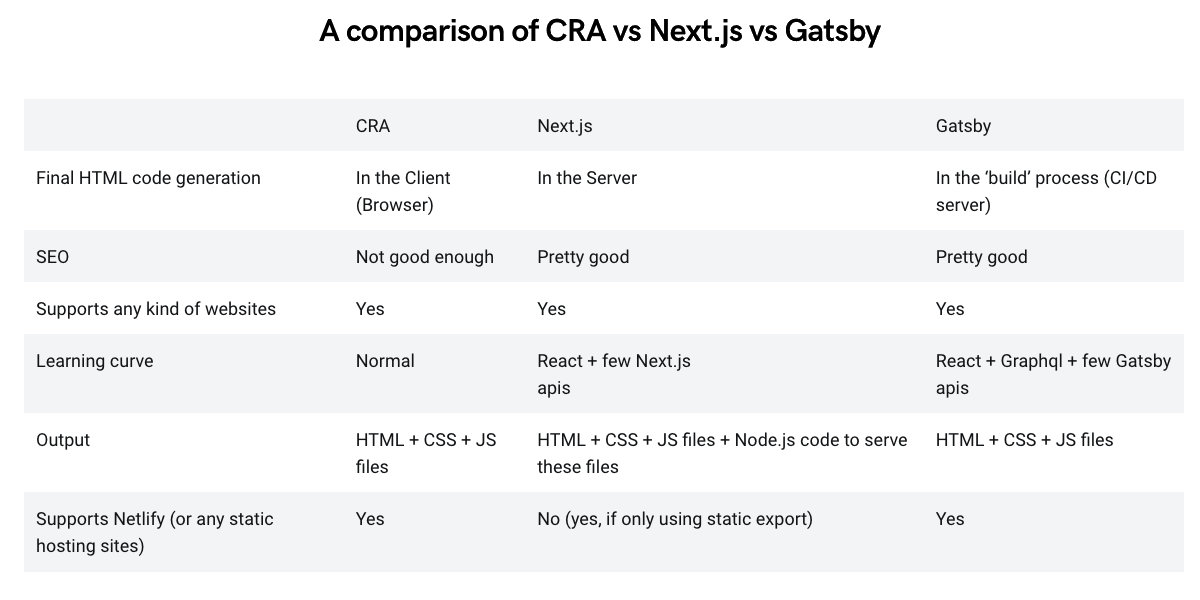 A comparison of CRA vs Next.js vs Gatsby
CRA Next.js Gatsby
Final HTML code generation In the Client In the Server In the ‘build’ process (CI/CD
(Browser) server)
SEO Not good enough Pretty good Pretty good
Supports any kind of websites Yes Yes Yes
Learning curve Normal React + few Next.js React + Graphql + few Gatsby
apis apis
Output HTML + CSS + JS HTML + CSS + JS files + Node.js code to serve HTML + CSS + JS files
files these files
Supports Netlify (or any static Yes No (yes, if only using static export) Yes
hosting sites)